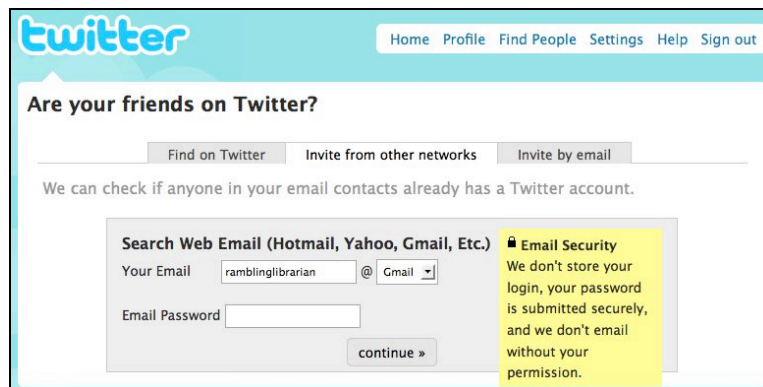 twitter
Home Profile Find People Settings Help Sign out
Are your friends on Twitter?
Find on Twitter Invite from other networks Invite by email
We can check if anyone in your email contacts already has a Twitter account.
Search Web Email (Hotmail, Yahoo, Gmail, Etc.)
Your Email ramblinglibrarian @ Gmail
Email Password
continue »
Email Security
We don't store your
login, your password
is submitted securely,
and we don't email
without your
permission.